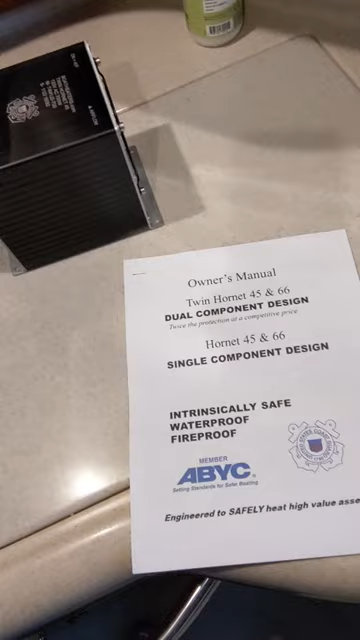 Owner's Manual
Twin Hornet 45 & 66
DUAL COMPONENT DESIGN
Twice the protection at a competitive price
Hornet 45 & 66
SINGLE COMPONENT DESIGN
INTRINSICALLY SAFE
WATERPROOF
FIREPROOF
MEMBER
ABYC
Setting Standards for Safer Boating
Engineered to SAFELY heat high value asse